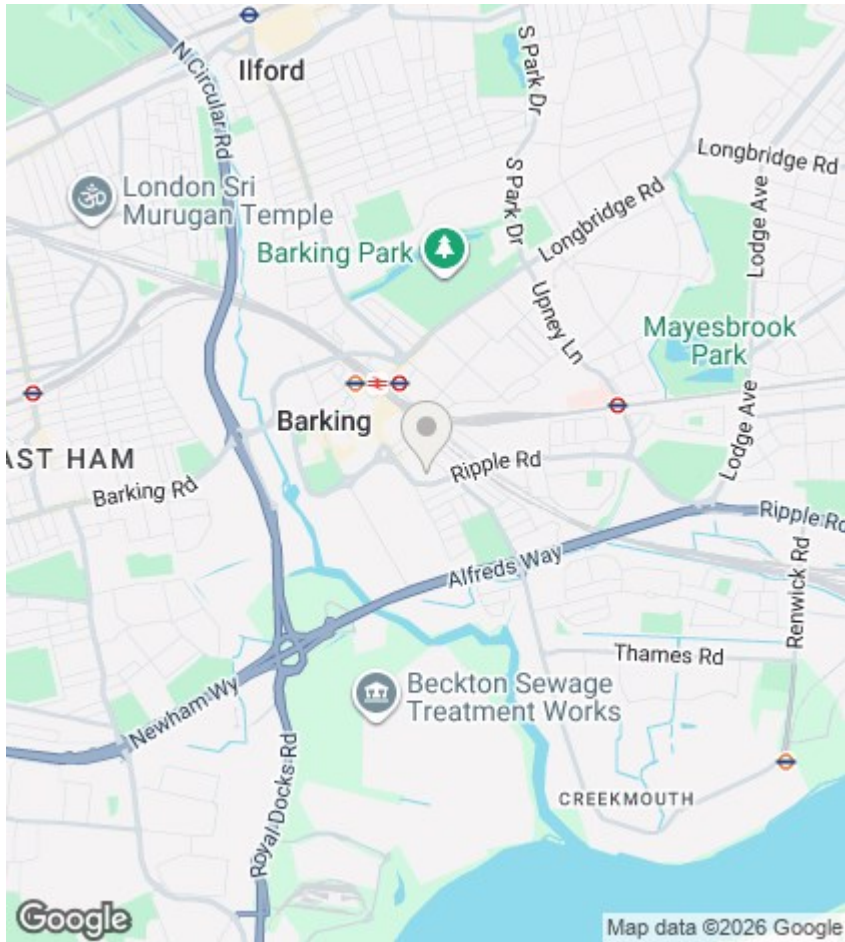 Ilford
N Circular Rd
S Park Dr
London Sri
Murugan Temple
Barking Park
S Park Dr
Longbridge Rd
Longbridge Rd
Lodge Ave
Upney Ln
Mayesbrook
Park
Barking
AST HAM
Barking Rd
Ripple Rd
Lodge Ave
Ripple Rd
Alfreds Way
Renwick Rd
Thames Rd
Newham Wy
Beckton Sewage
Treatment Works
Royal Docks Rd
CREEKMOUTH
Google
Map data ©2026 Google